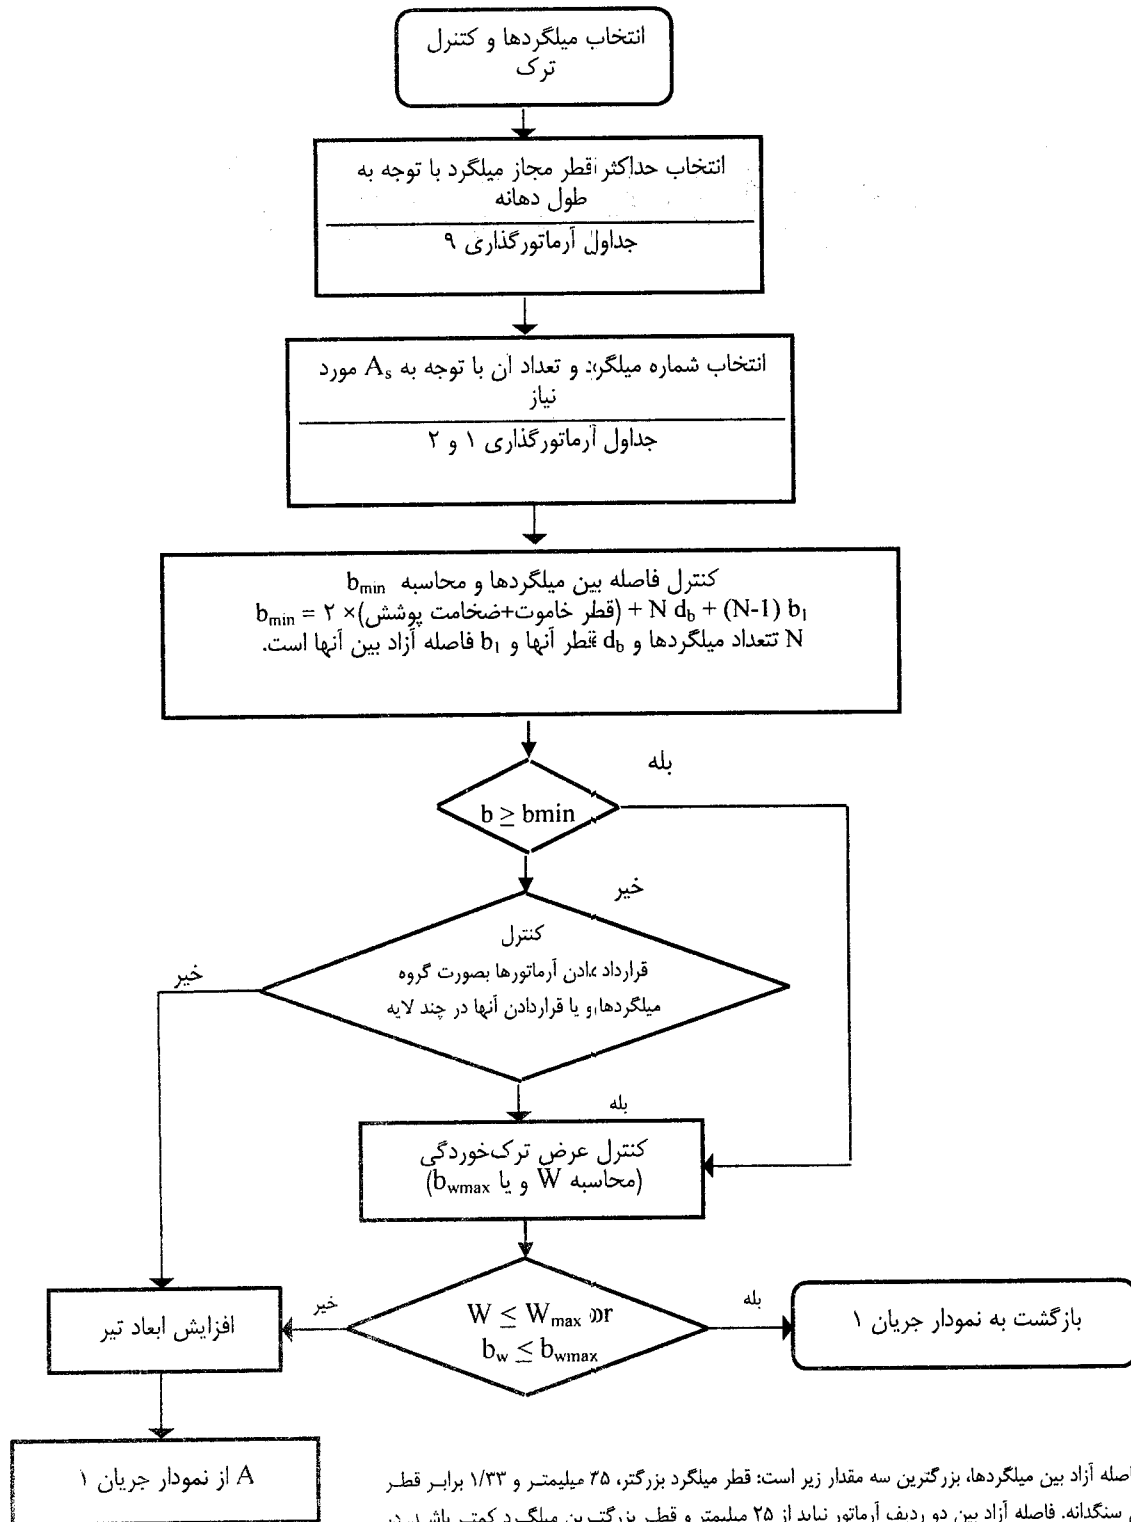 انتخاب میلگردها و کنترل
ترک
انتخاب حداکثر قطر مجاز میلگرد با توجه به
طول دهانه
جداول آرماتورگذاری ۹
انتخاب شماره میلگرد و تعداد آن با توجه به As مورد
نیاز
جداول آرماتورگذاری ۱ و ۲
کنترل فاصله بین میلگردها و محاسبه bmin
bmin = ۲ ×(قطر خاموت+ضخامت پوشش) + N db + (N-1) b1
N تتعداد میلگردها و db قطر آنها و b1 فاصله آزاد بین آنها است.
بله
b ≥ bmin
خیر
کنترل
قرارداد دادن آرماتورها بصورت گروه
میلگردها و یا قراردادن آنها در چند لایه
خیر
بله
کنترل عرض ترک‌خوردگی
(محاسبه W و یا bwmax)
W ≤ Wmax or
bw ≤ bwmax
خیر
بله
افزایش ابعاد تیر
بازگشت به نمودار جریان ۱
A از نمودار جریان ۱
فاصله آزاد بین میلگردها، بزرگترین سه مقدار زیر است: قطر میلگرد بزرگتر، ۲۵ میلیمتر و ۱/۳۳ برابر قطر
سنگدانه. فاصله آزاد بین دو ردیف آرماتور نباید از ۲۵ میلیمتر و قطر بزرگترین میلگرد کمتر باشد. در